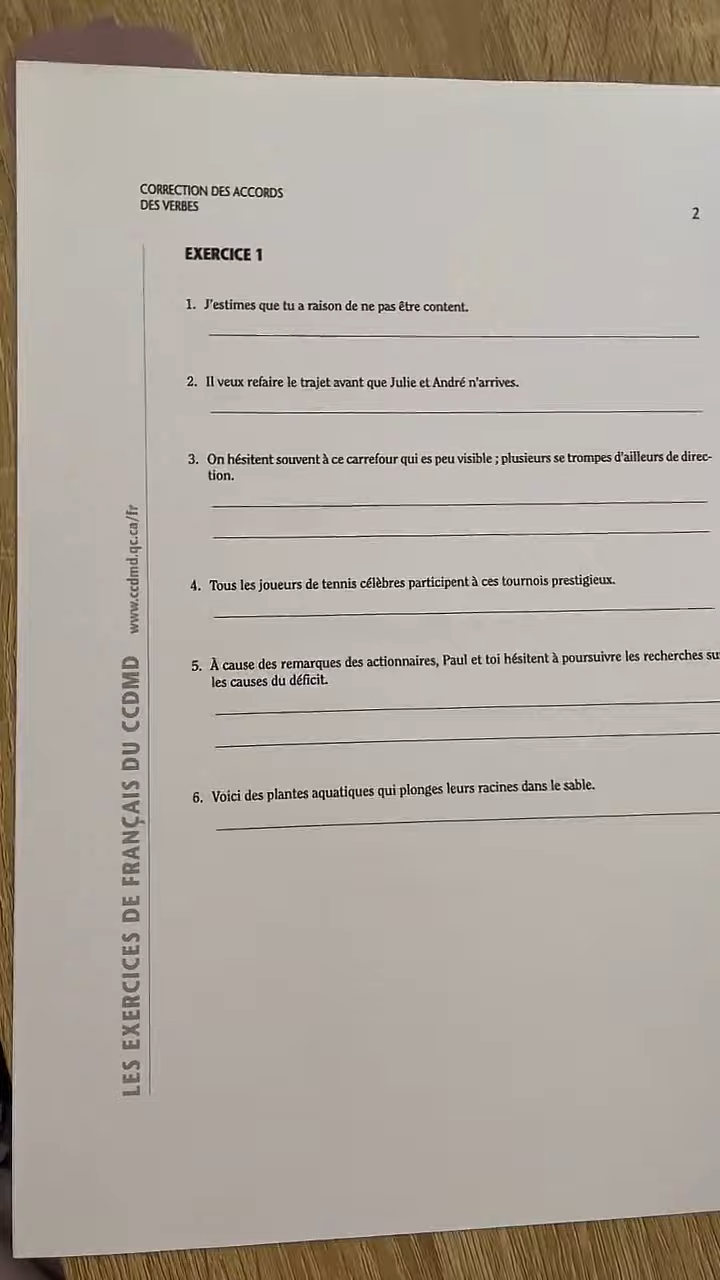 CORRECTION DES ACCORDS
DES VERBES
2
EXERCICE 1
1. J'estimes que tu a raison de ne pas être content.
2. Il veux refaire le trajet avant que Julie et André n'arrives.
3. On hésitent souvent à ce carrefour qui es peu visible ; plusieurs se trompes d'ailleurs de direc-
tion.
4. Tous les joueurs de tennis célèbres participent à ces tournois prestigieux.
5. À cause des remarques des actionnaires, Paul et toi hésitent à poursuivre les recherches su
les causes du déficit.
6. Voici des plantes aquatiques qui plonges leurs racines dans le sable.
LES EXERCICES DE FRANÇAIS DU CCDMD www.ccdmd.qc.ca/fr